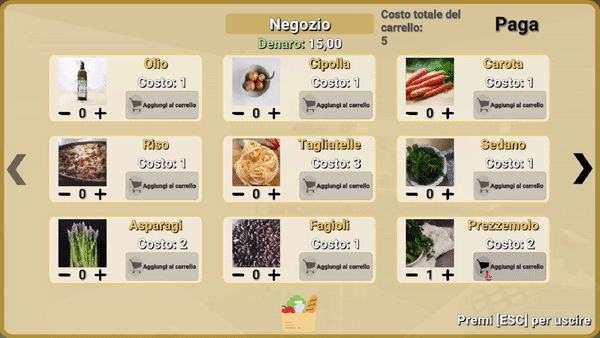 Negozio
Denaro: 15,00
Costo totale del
carrello:
5
Paga
Olio
Costo: 1
0
Aggiungi al carrello
Cipolla
Costo: 1
0
Aggiungi al carrello
Carota
Costo: 1
0
Aggiungi al carrello
Riso
Costo: 1
0
Aggiungi al carrello
Tagliatelle
Costo: 3
0
Aggiungi al carrello
Sedano
Costo: 1
0
Aggiungi al carrello
Asparagi
Costo: 2
0
Aggiungi al carrello
Fagioli
Costo: 1
0
Aggiungi al carrello
Prezzemolo
Costo: 2
1
Aggiungi al carrello
Premi [ESC] per uscire